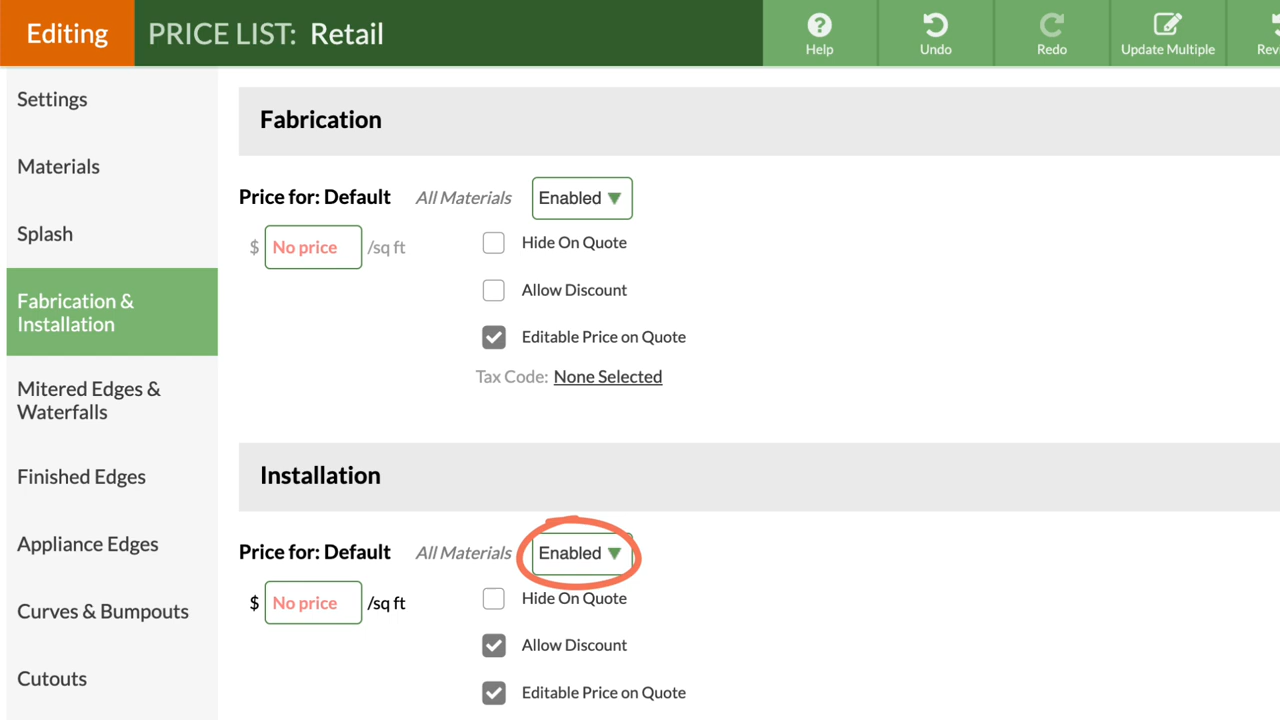 Editing
PRICE LIST: Retail
Help
Undo
Redo
Update Multiple
Settings
Materials
Splash
Fabrication &
Installation
Mitered Edges &
Waterfalls
Finished Edges
Appliance Edges
Curves & Bumpouts
Cutouts
Fabrication
Price for: Default All Materials Enabled ▼
$ No price /sq ft
Hide On Quote
Allow Discount
Editable Price on Quote
Tax Code: None Selected
Installation
Price for: Default All Materials Enabled ▼
$ No price /sq ft
Hide On Quote
Allow Discount
Editable Price on Quote